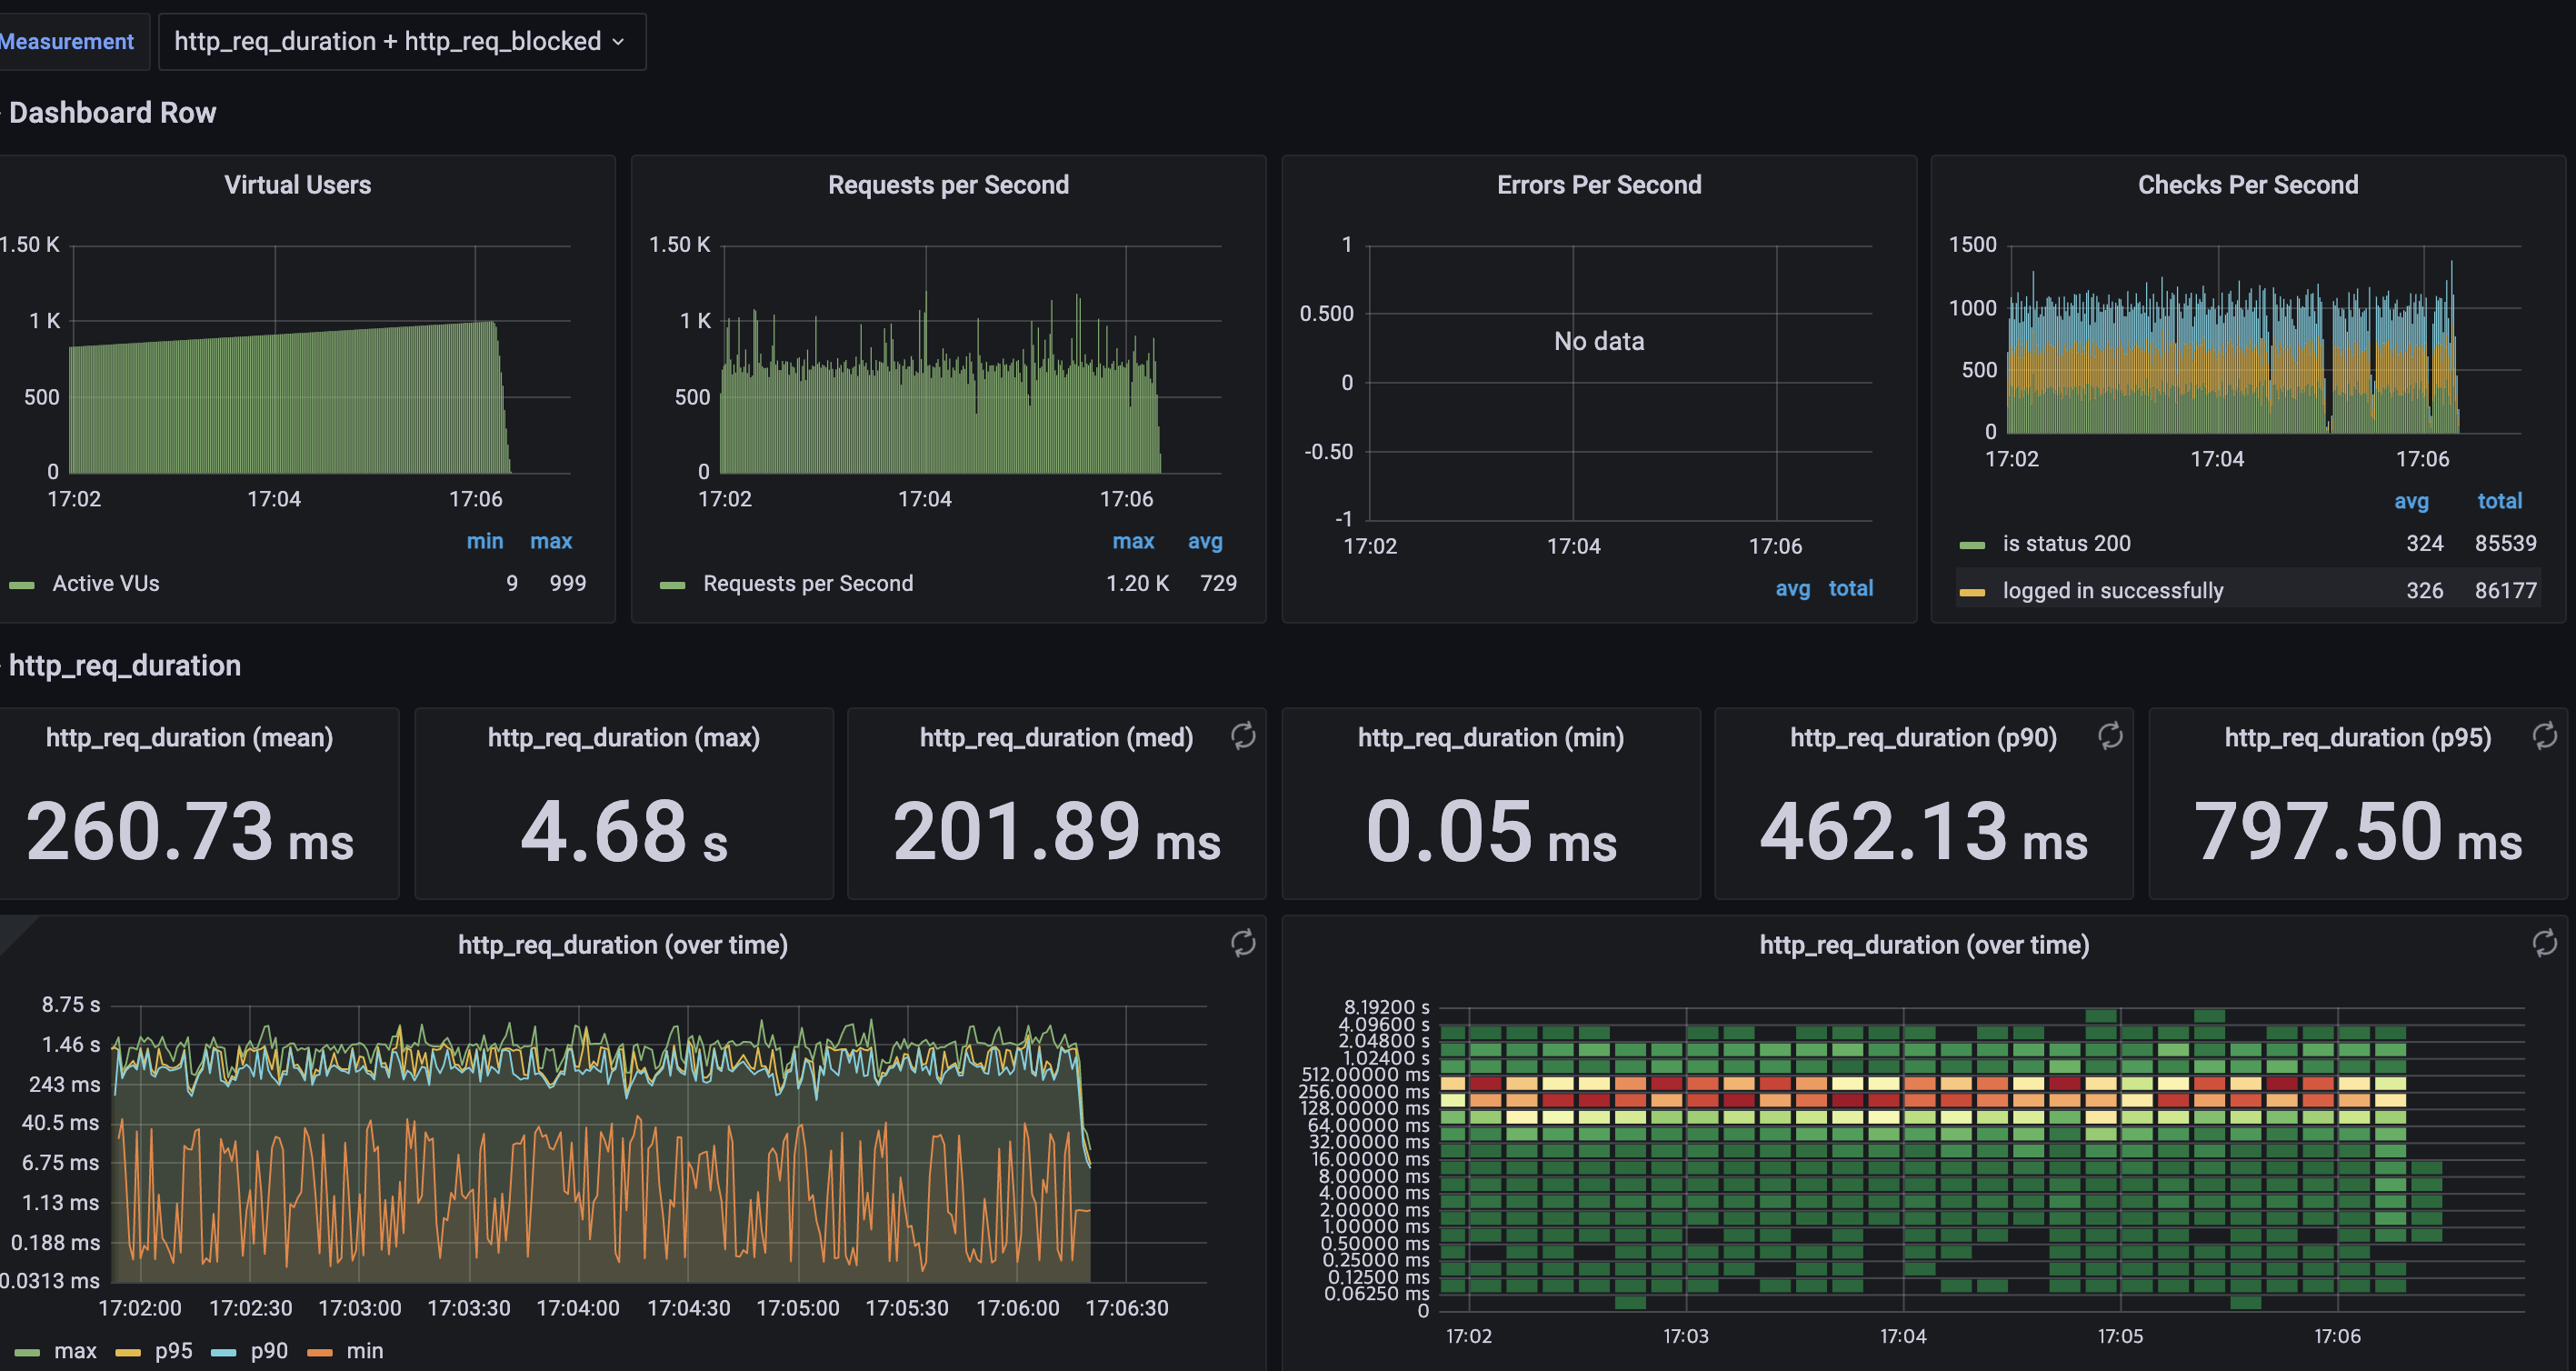 Measurement http_req_duration + http_req_blocked
Dashboard Row
Virtual Users
1.50 K
1 K
500
0
17:02 17:04 17:06
min max
Active VUs 9 999
Requests per Second
1.50 K
1 K
500
0
17:02 17:04 17:06
max avg
Requests per Second 1.20 K 729
Errors Per Second
1
0.500
0
-0.50
-1
No data
17:02 17:04 17:06
avg total
Checks Per Second
1500
1000
500
0
17:02 17:04 17:06
avg total
is status 200 324 85539
logged in successfully 326 86177
http_req_duration
http_req_duration (mean)
260.73 ms
http_req_duration (max)
4.68 s
http_req_duration (med)
201.89 ms
http_req_duration (min)
0.05 ms
http_req_duration (p90)
462.13 ms
http_req_duration (p95)
797.50 ms
http_req_duration (over time)
8.75 s
1.46 s
243 ms
40.5 ms
6.75 ms
1.13 ms
0.188 ms
0.0313 ms
17:02:00 17:02:30 17:03:00 17:03:30 17:04:00 17:04:30 17:05:00 17:05:30 17:06:00 17:06:30
max p95 p90 min
http_req_duration (over time)
8.19200 s
4.09600 s
2.04800 s
1.02400 s
512.00000 ms
256.00000 ms
128.00000 ms
64.00000 ms
32.00000 ms
16.00000 ms
8.00000 ms
4.00000 ms
2.00000 ms
1.00000 ms
0.50000 ms
0.25000 ms
0.12500 ms
0.06250 ms
0
17:02 17:03 17:04 17:05 17:06